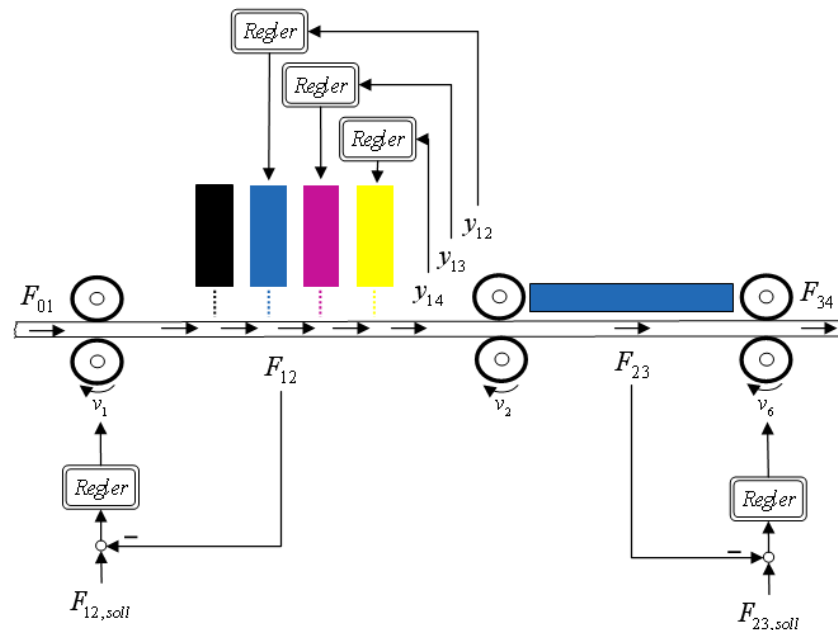 Regler
Regler
Regler
y₁₂
y₁₃
y₁₄
F₀₁
F₃₄
F₁₂
F₂₃
v₁
v₂
v₆
Regler
Regler
–
–
F₁₂,soll
F₂₃,soll